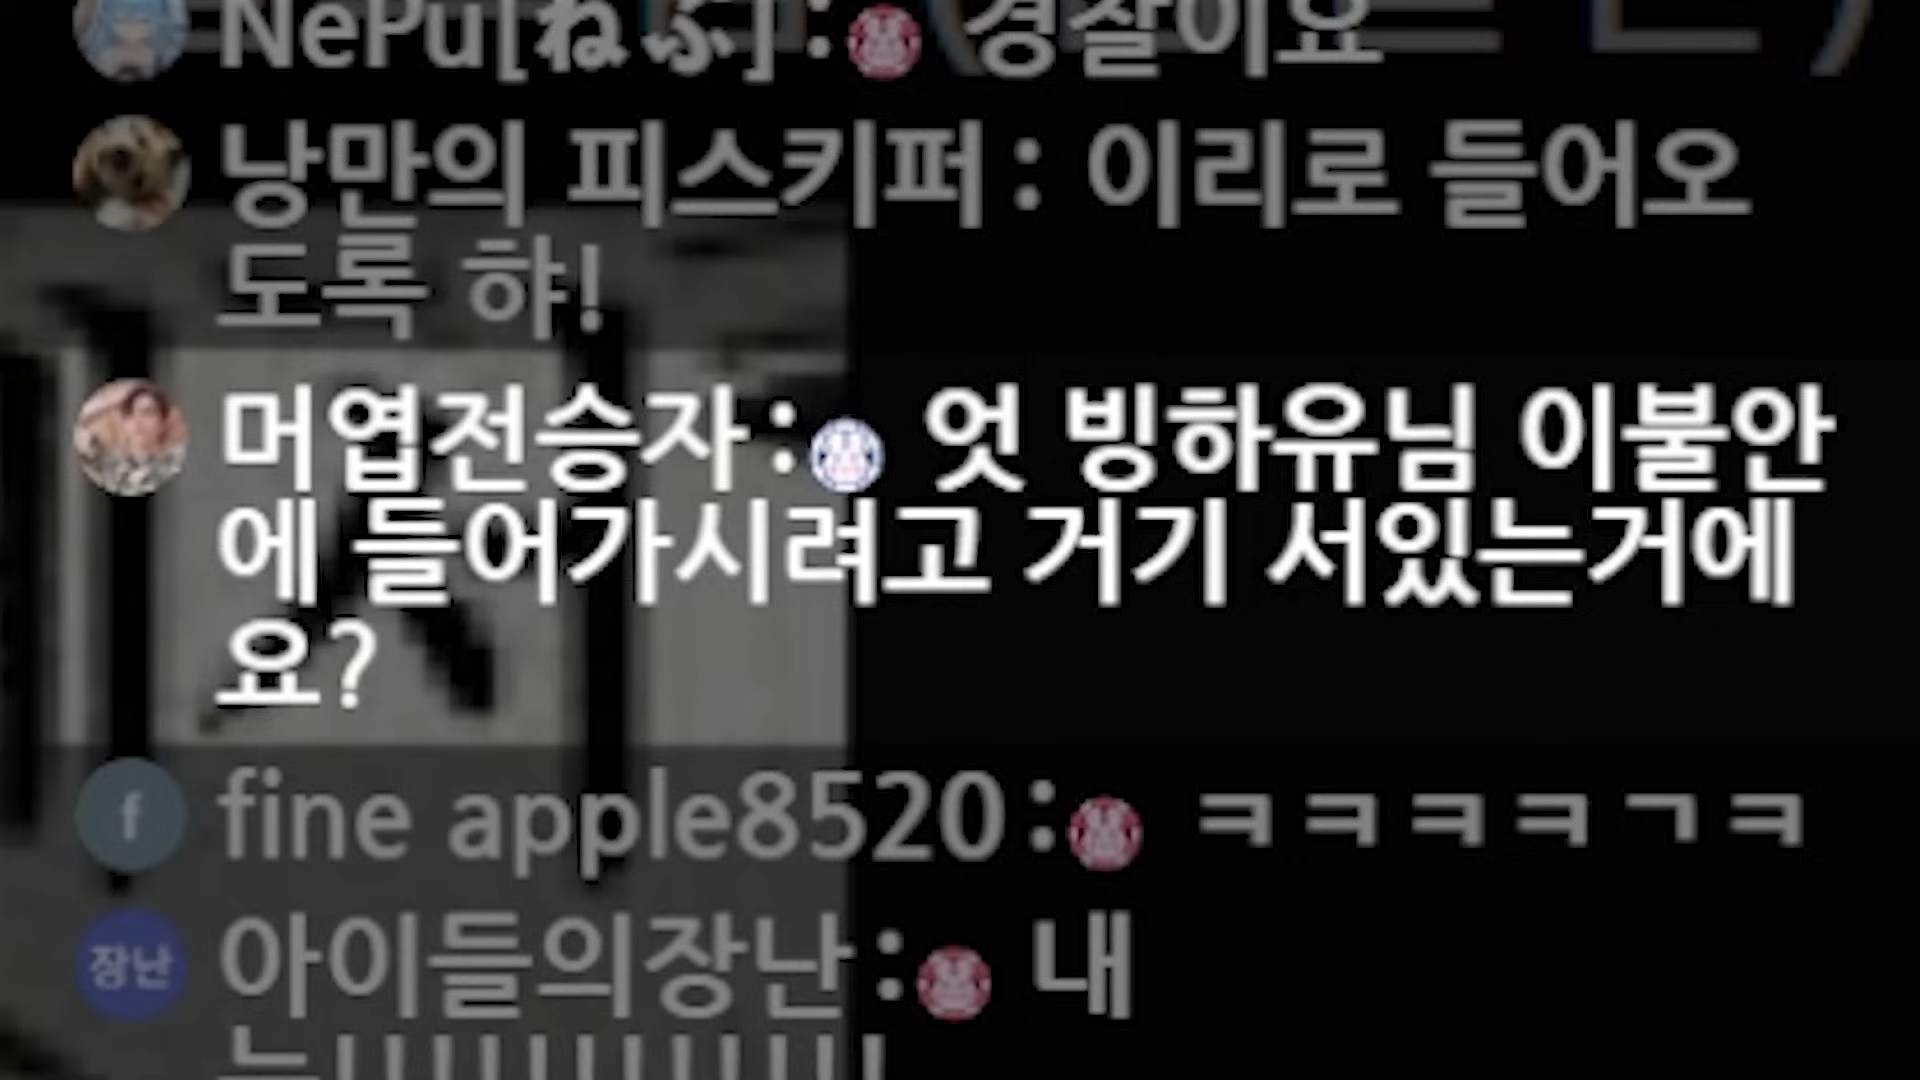 NePu[ねぷ]: 경찰이요
낭만의 피스키퍼: 이리로 들어오
도록 햐!
머엽전승자: 엇 빙하유님 이불안
에 들어가시려고 거기 서있는거에
요?
f fine apple8520: ㅋㅋㅋㅋㄱㅋ
장난 아이들의장난: 내